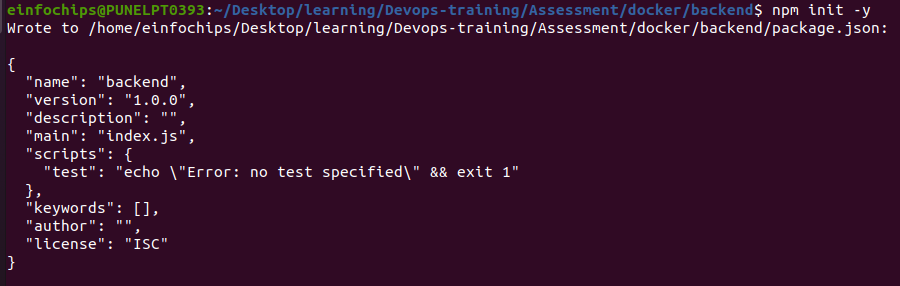 einfochips@PUNELPT0393:~/Desktop/learning/Devops-training/Assessment/docker/backend$ npm init -y
Wrote to /home/einfochips/Desktop/learning/Devops-training/Assessment/docker/backend/package.json:
{
  "name": "backend",
  "version": "1.0.0",
  "description": "",
  "main": "index.js",
  "scripts": {
    "test": "echo \"Error: no test specified\" && exit 1"
  },
  "keywords": [],
  "author": "",
  "license": "ISC"
}